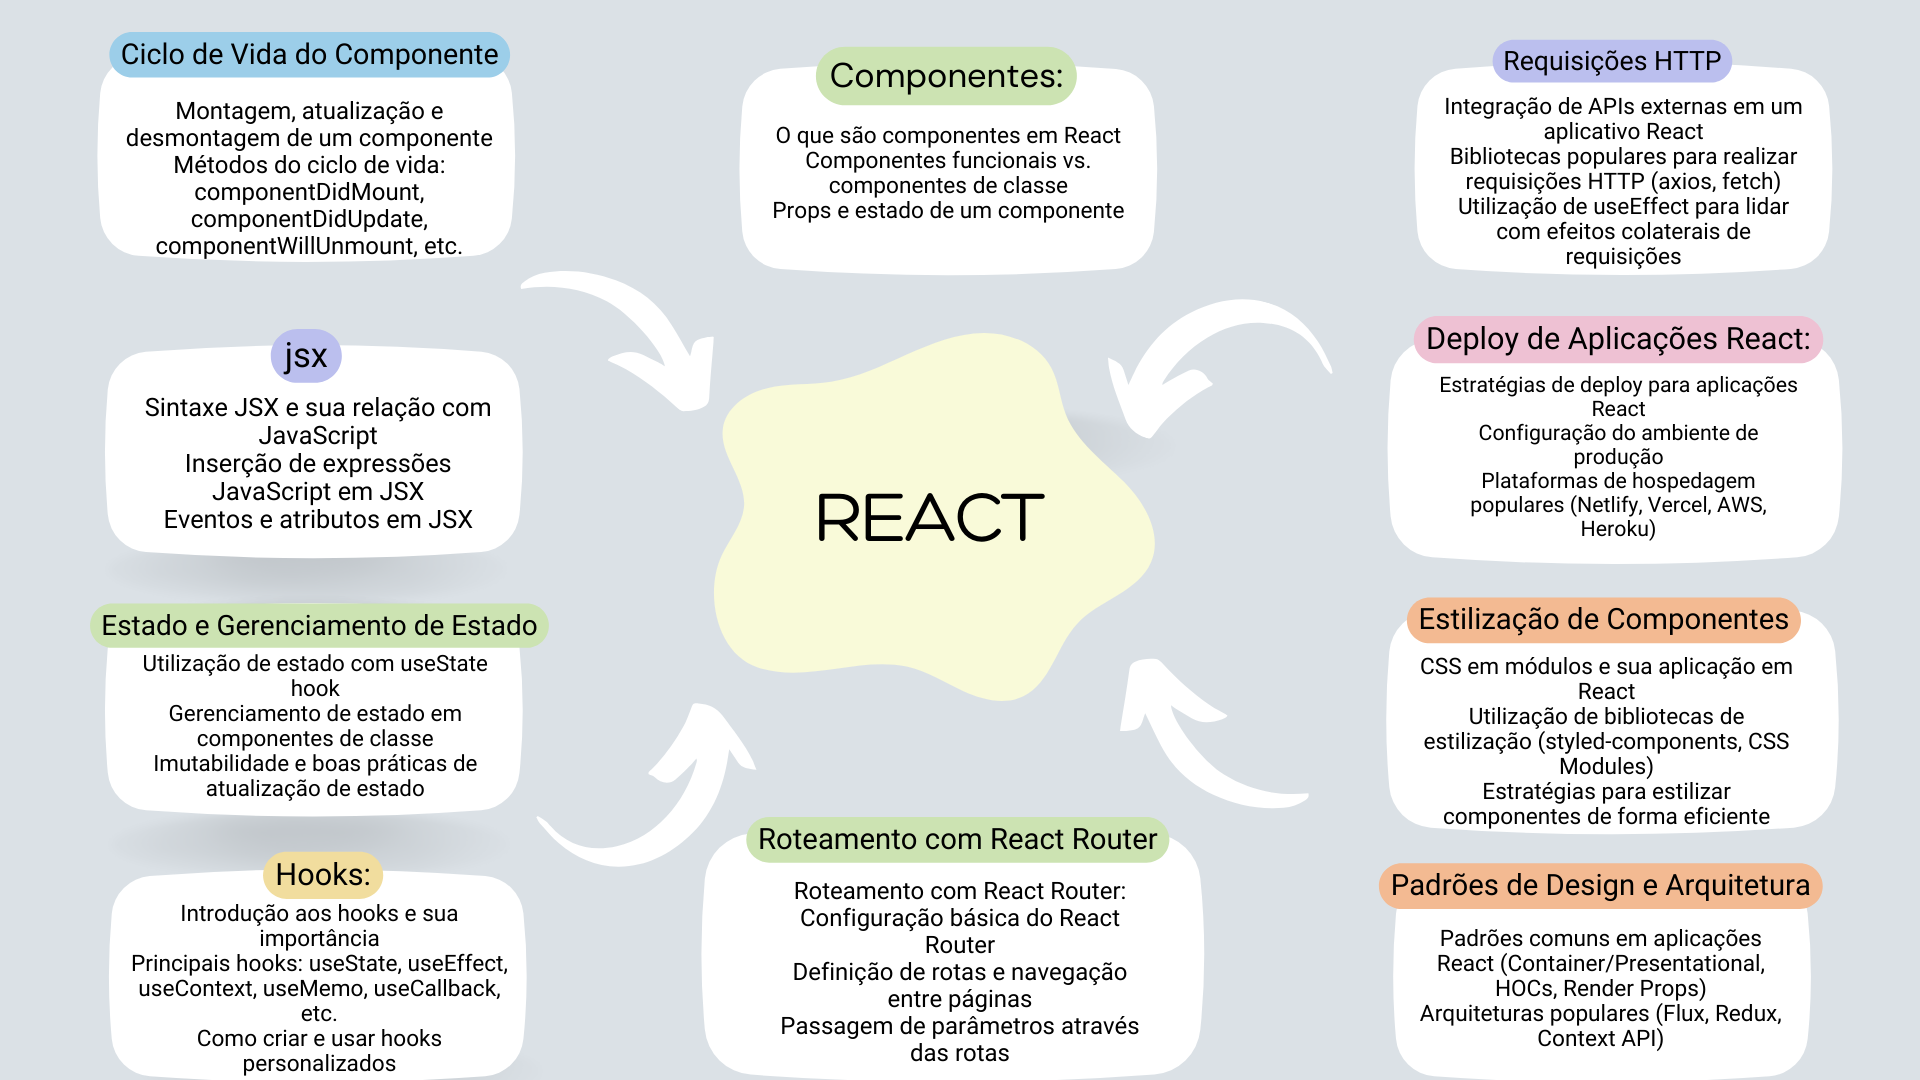 Ciclo de Vida do Componente
Montagem, atualização e
desmontagem de um componente
Métodos do ciclo de vida:
componentDidMount,
componentDidUpdate,
componentWillUnmount, etc.
jsx
Sintaxe JSX e sua relação com
JavaScript
Inserção de expressões
JavaScript em JSX
Eventos e atributos em JSX
Estado e Gerenciamento de Estado
Utilização de estado com useState
hook
Gerenciamento de estado em
componentes de classe
Imutabilidade e boas práticas de
atualização de estado
Hooks:
Introdução aos hooks e sua
importância
Principais hooks: useState, useEffect,
useContext, useMemo, useCallback,
etc.
Como criar e usar hooks
personalizados
Componentes:
O que são componentes em React
Componentes funcionais vs.
componentes de classe
Props e estado de um componente
REACT
Roteamento com React Router
Roteamento com React Router:
Configuração básica do React
Router
Definição de rotas e navegação
entre páginas
Passagem de parâmetros através
das rotas
Requisições HTTP
Integração de APIs externas em um
aplicativo React
Bibliotecas populares para realizar
requisições HTTP (axios, fetch)
Utilização de useEffect para lidar
com efeitos colaterais de
requisições
Deploy de Aplicações React:
Estratégias de deploy para aplicações
React
Configuração do ambiente de
produção
Plataformas de hospedagem
populares (Netlify, Vercel, AWS,
Heroku)
Estilização de Componentes
CSS em módulos e sua aplicação em
React
Utilização de bibliotecas de
estilização (styled-components, CSS
Modules)
Estratégias para estilizar
componentes de forma eficiente
Padrões de Design e Arquitetura
Padrões comuns em aplicações
React (Container/Presentational,
HOCs, Render Props)
Arquiteturas populares (Flux, Redux,
Context API)